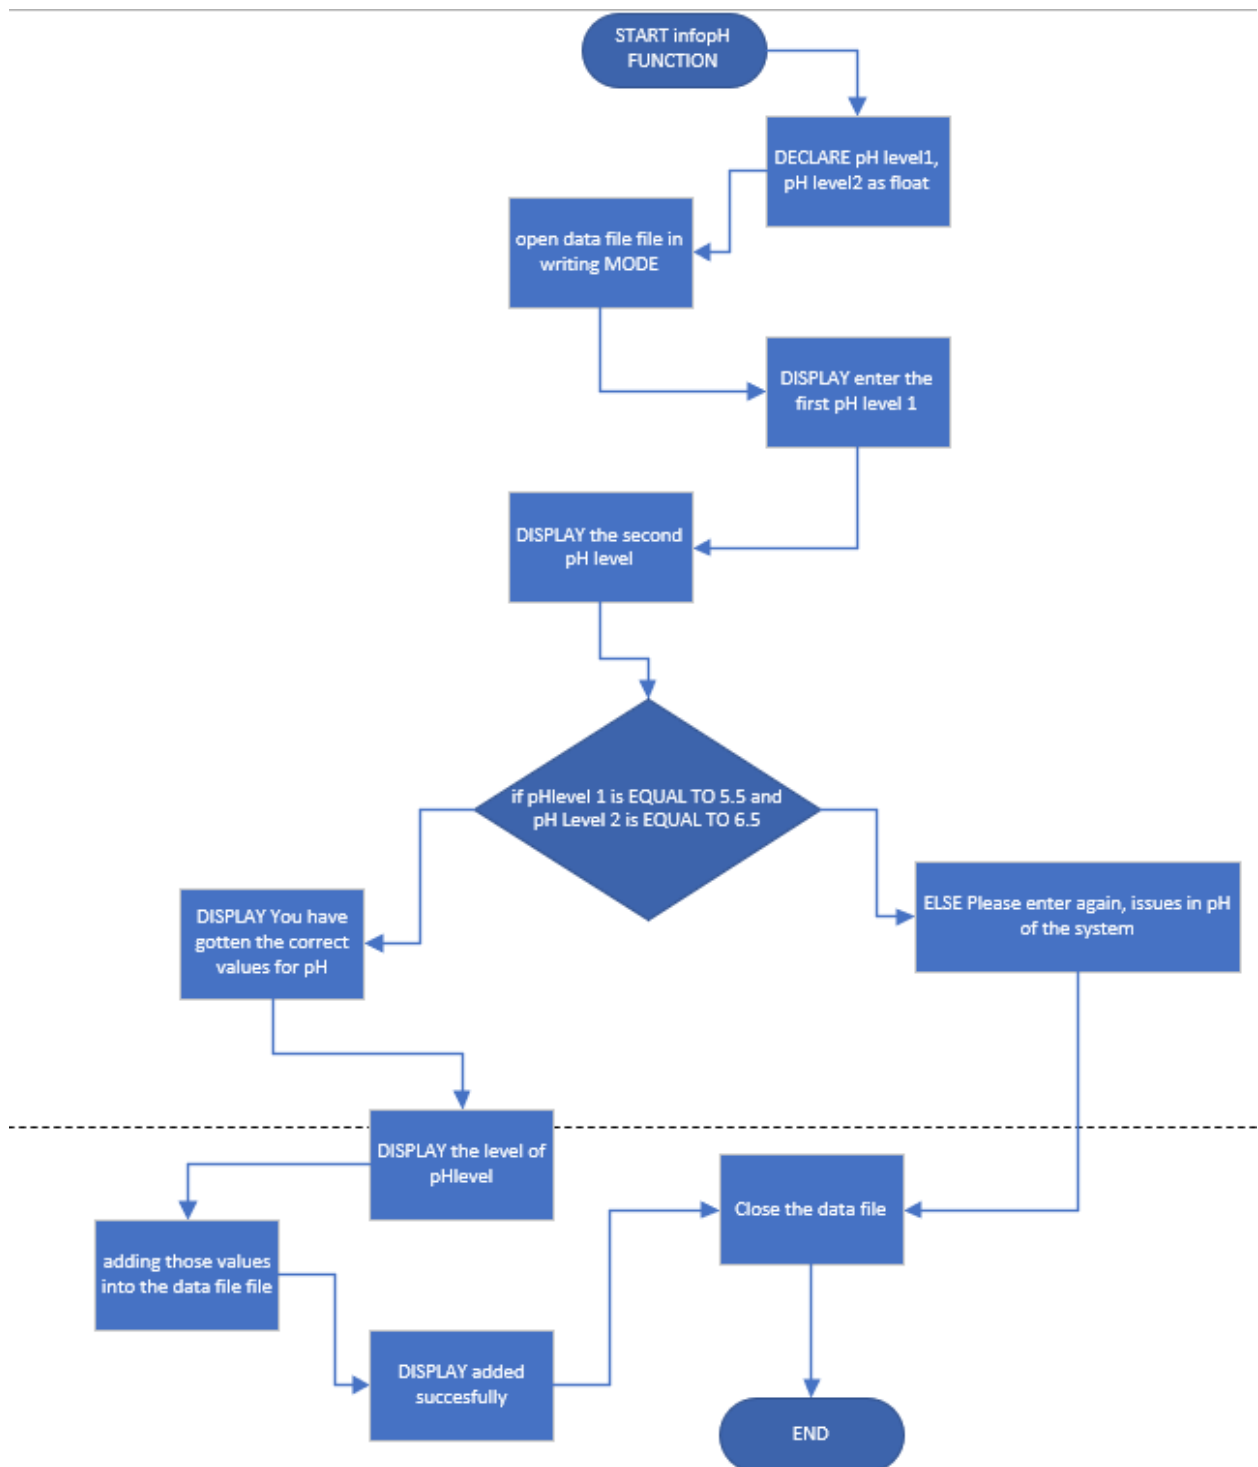 START infopH
FUNCTION
DECLARE pH level1,
pH level2 as float
open data file file in
writing MODE
DISPLAY enter the
first pH level 1
DISPLAY the second
pH level
if pHlevel 1 is EQUAL TO 5.5 and
pH Level 2 is EQUAL TO 6.5
DISPLAY You have
gotten the correct
values for pH
ELSE Please enter again, issues in pH
of the system
DISPLAY the level of
pHlevel
Close the data file
adding those values
into the data file file
DISPLAY added
succesfully
END